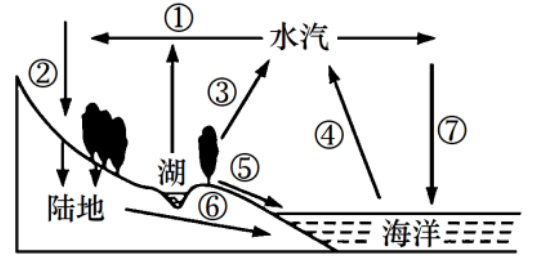 ①
水汽
②
③
④
⑦
湖
⑤
陆地
⑥
海洋